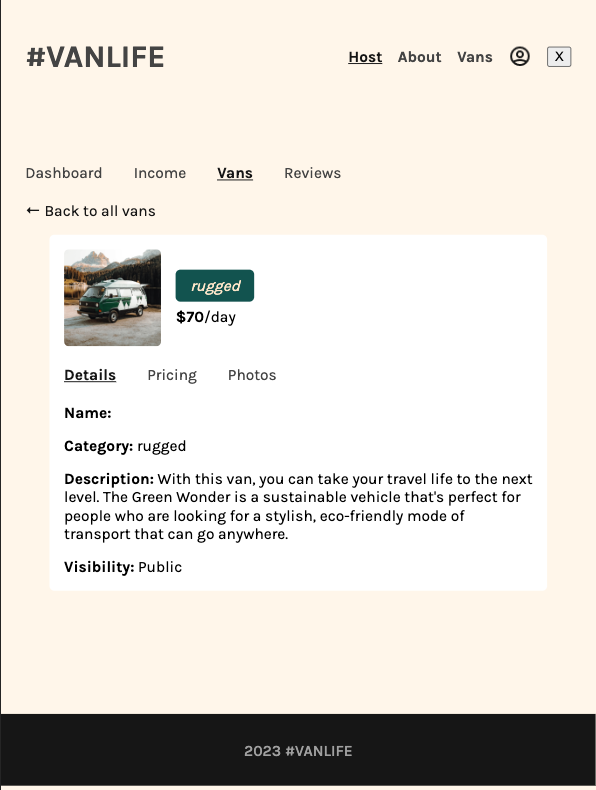 #VANLIFE
Host About Vans X
Dashboard Income Vans Reviews
← Back to all vans
rugged
$70/day
Details Pricing Photos
Name:
Category: rugged
Description: With this van, you can take your travel life to the next
level. The Green Wonder is a sustainable vehicle that's perfect for
people who are looking for a stylish, eco-friendly mode of
transport that can go anywhere.
Visibility: Public
2023 #VANLIFE